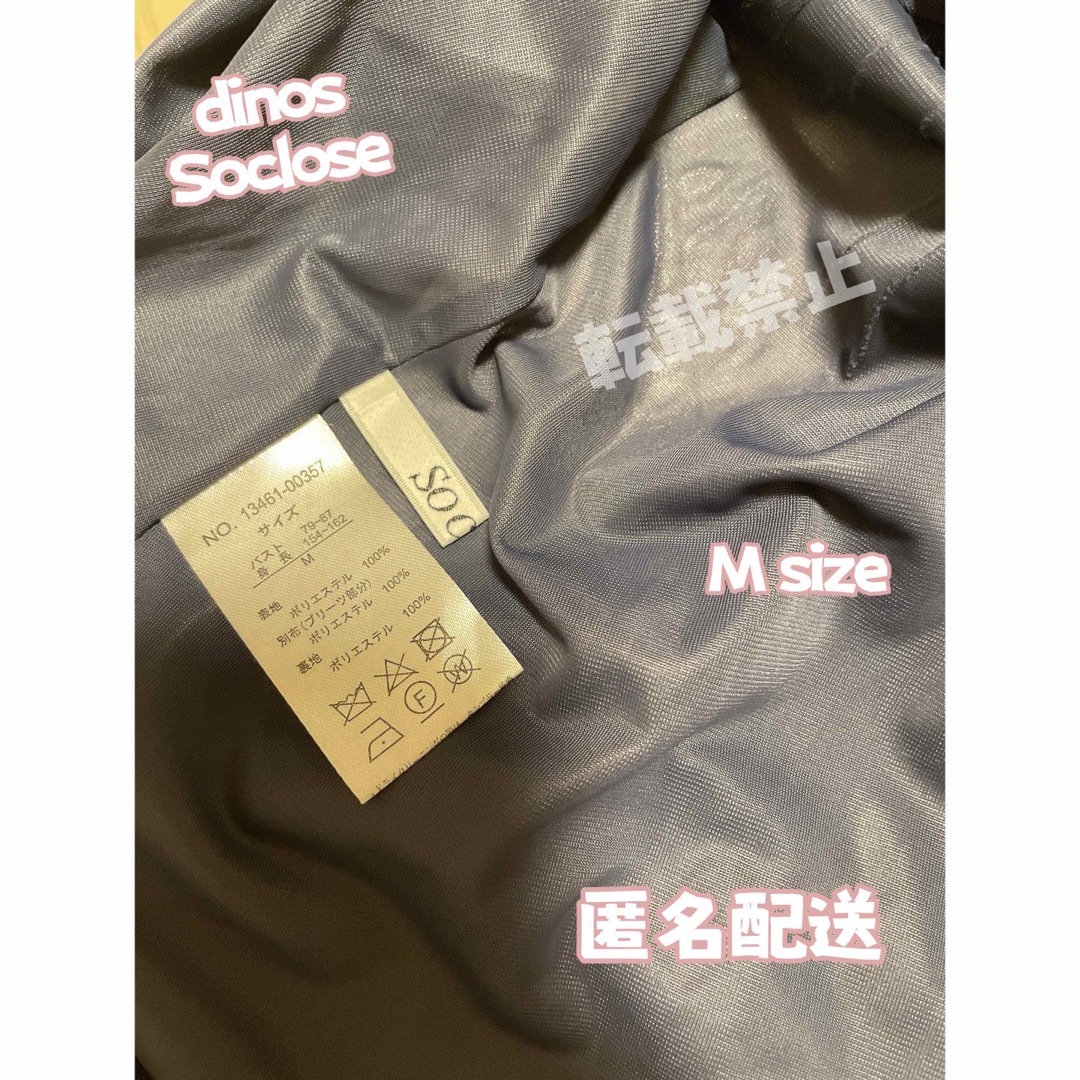 dinos
Soclose
転載禁止
soc
NO. 13461-00357
サイズ
バスト 79~87
身長 154~162
M
表地 ポリエステル 100%
別布(プリーツ部分)
ポリエステル 100%
裏地 ポリエステル 100%
F
W
M size
匿名配送